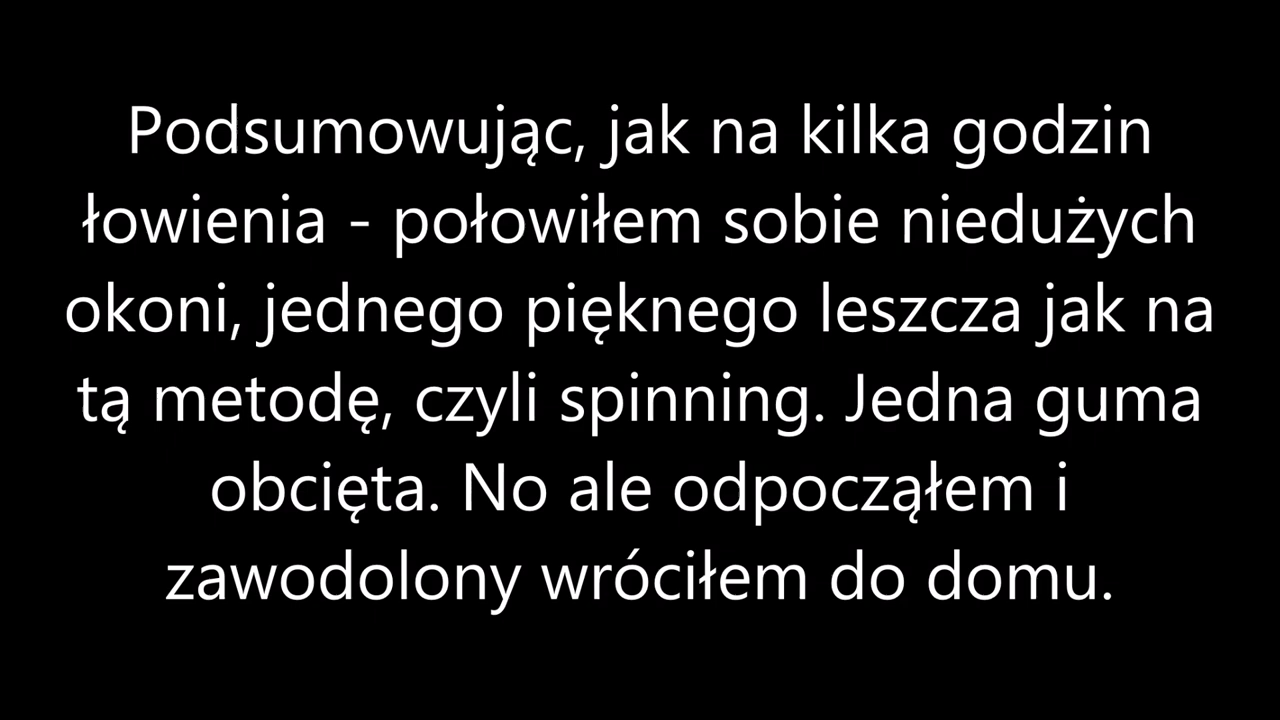 Podsumowując, jak na kilka godzin
łowienia - połowiłem sobie niedużych
okoni, jednego pięknego leszcza jak na
tą metodę, czyli spinning. Jedna guma
obcięta. No ale odpocząłem i
zawodolony wróciłem do domu.